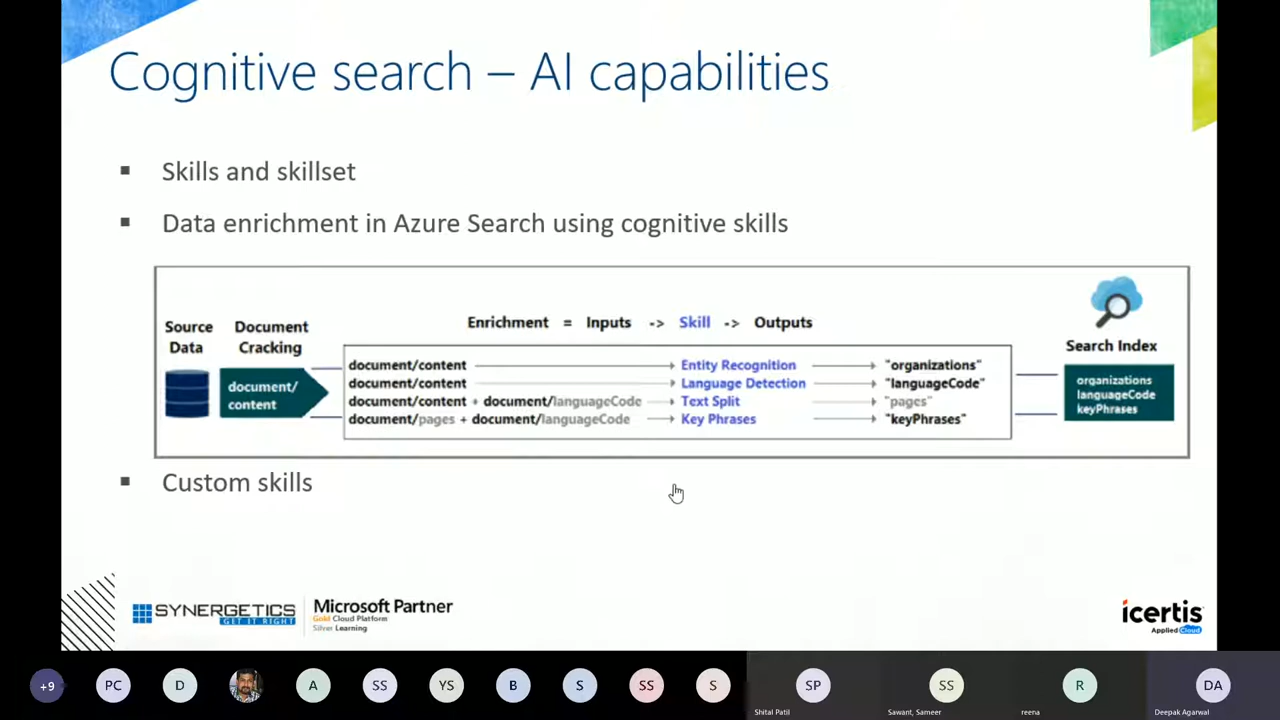 Cognitive search – AI capabilities
Skills and skillset
Data enrichment in Azure Search using cognitive skills
Source Data
Document Cracking
document/
content
Enrichment = Inputs -> Skill -> Outputs
document/content Entity Recognition "organizations"
document/content Language Detection "languageCode"
document/content + document/languageCode Text Split "pages"
document/pages + document/languageCode Key Phrases "keyPhrases"
Search Index
organizations
languageCode
keyPhrases
Custom skills
SYNERGETICS
GET IT RIGHT
Microsoft Partner
Gold Cloud Platform
Silver Learning
icertis
Applied Cloud
+9 PC D A SS YS B S SS S SP SS R DA
Shital Patil Sawant, Sameer reena Deepak Agarwal